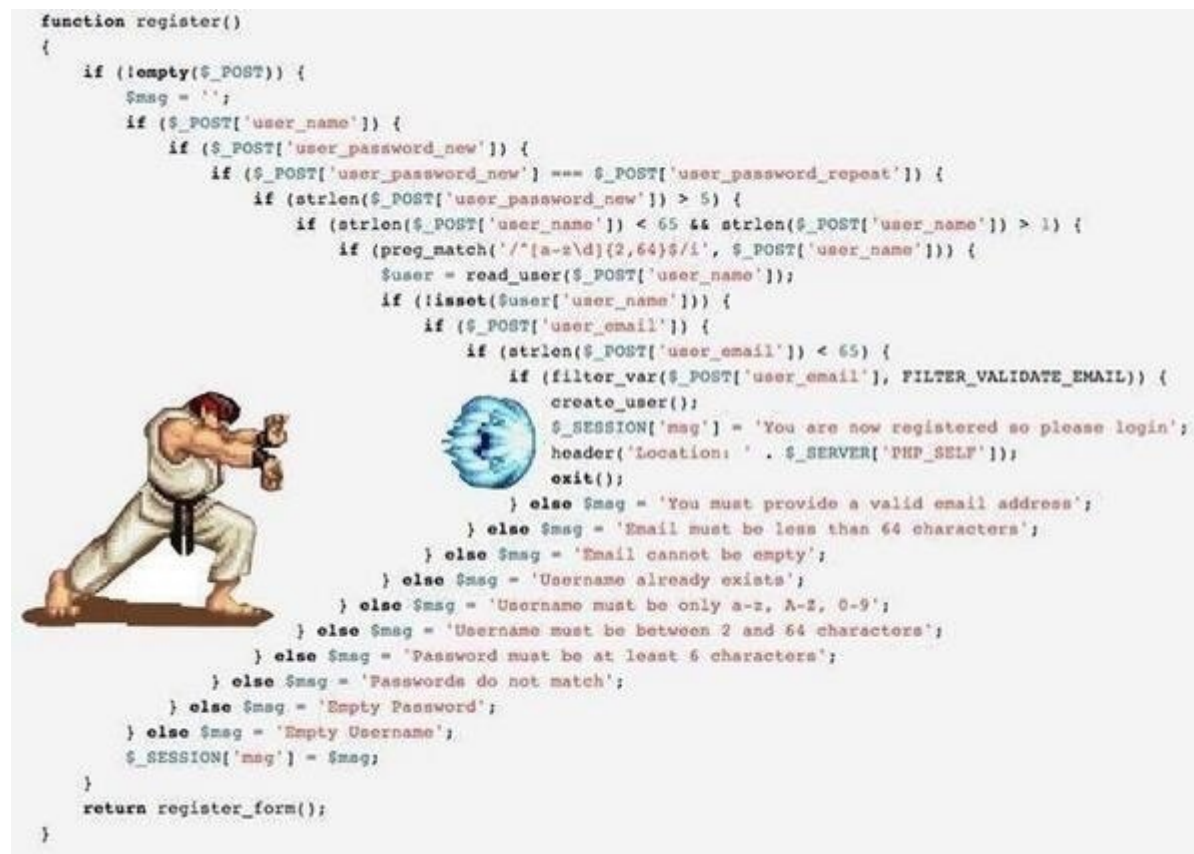 function register()
{
if (!empty($_POST)) {
$msg = '';
if ($_POST['user_name']) {
if ($_POST['user_password_new']) {
if ($_POST['user_password_new'] === $_POST['user_password_repeat']) {
if (strlen($_POST['user_password_new']) > 5) {
if (strlen($_POST['user_name']) < 65 && strlen($_POST['user_name']) > 1) {
if (preg_match('/^[a-z\d]{2,64}$/i', $_POST['user_name'])) {
$user = read_user($_POST['user_name']);
if (!isset($user['user_name'])) {
if ($_POST['user_email']) {
if (strlen($_POST['user_email']) < 65) {
if (filter_var($_POST['user_email'], FILTER_VALIDATE_EMAIL)) {
create_user();
$_SESSION['msg'] = 'You are now registered so please login';
header('Location: ' . $_SERVER['PHP_SELF']);
exit();
} else $msg = 'You must provide a valid email address';
} else $msg = 'Email must be less than 64 characters';
} else $msg = 'Email cannot be empty';
} else $msg = 'Username already exists';
} else $msg = 'Username must be only a-z, A-Z, 0-9';
} else $msg = 'Username must be between 2 and 64 characters';
} else $msg = 'Password must be at least 6 characters';
} else $msg = 'Passwords do not match';
} else $msg = 'Empty Password';
} else $msg = 'Empty Username';
$_SESSION['msg'] = $msg;
}
return register_form();
}